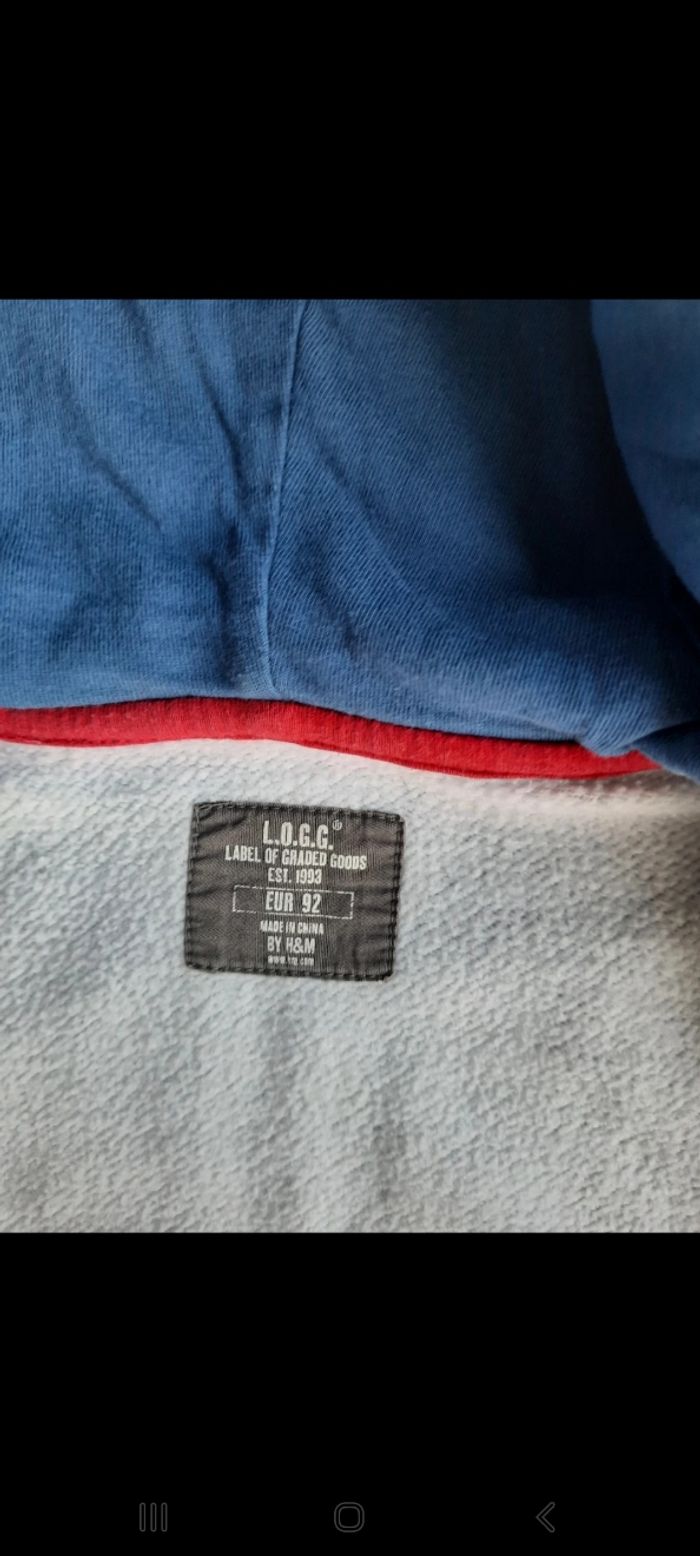 L.O.G.G.®
LABEL OF GRADED GOODS
EST. 1993
EUR 92
MADE IN CHINA
BY H&M